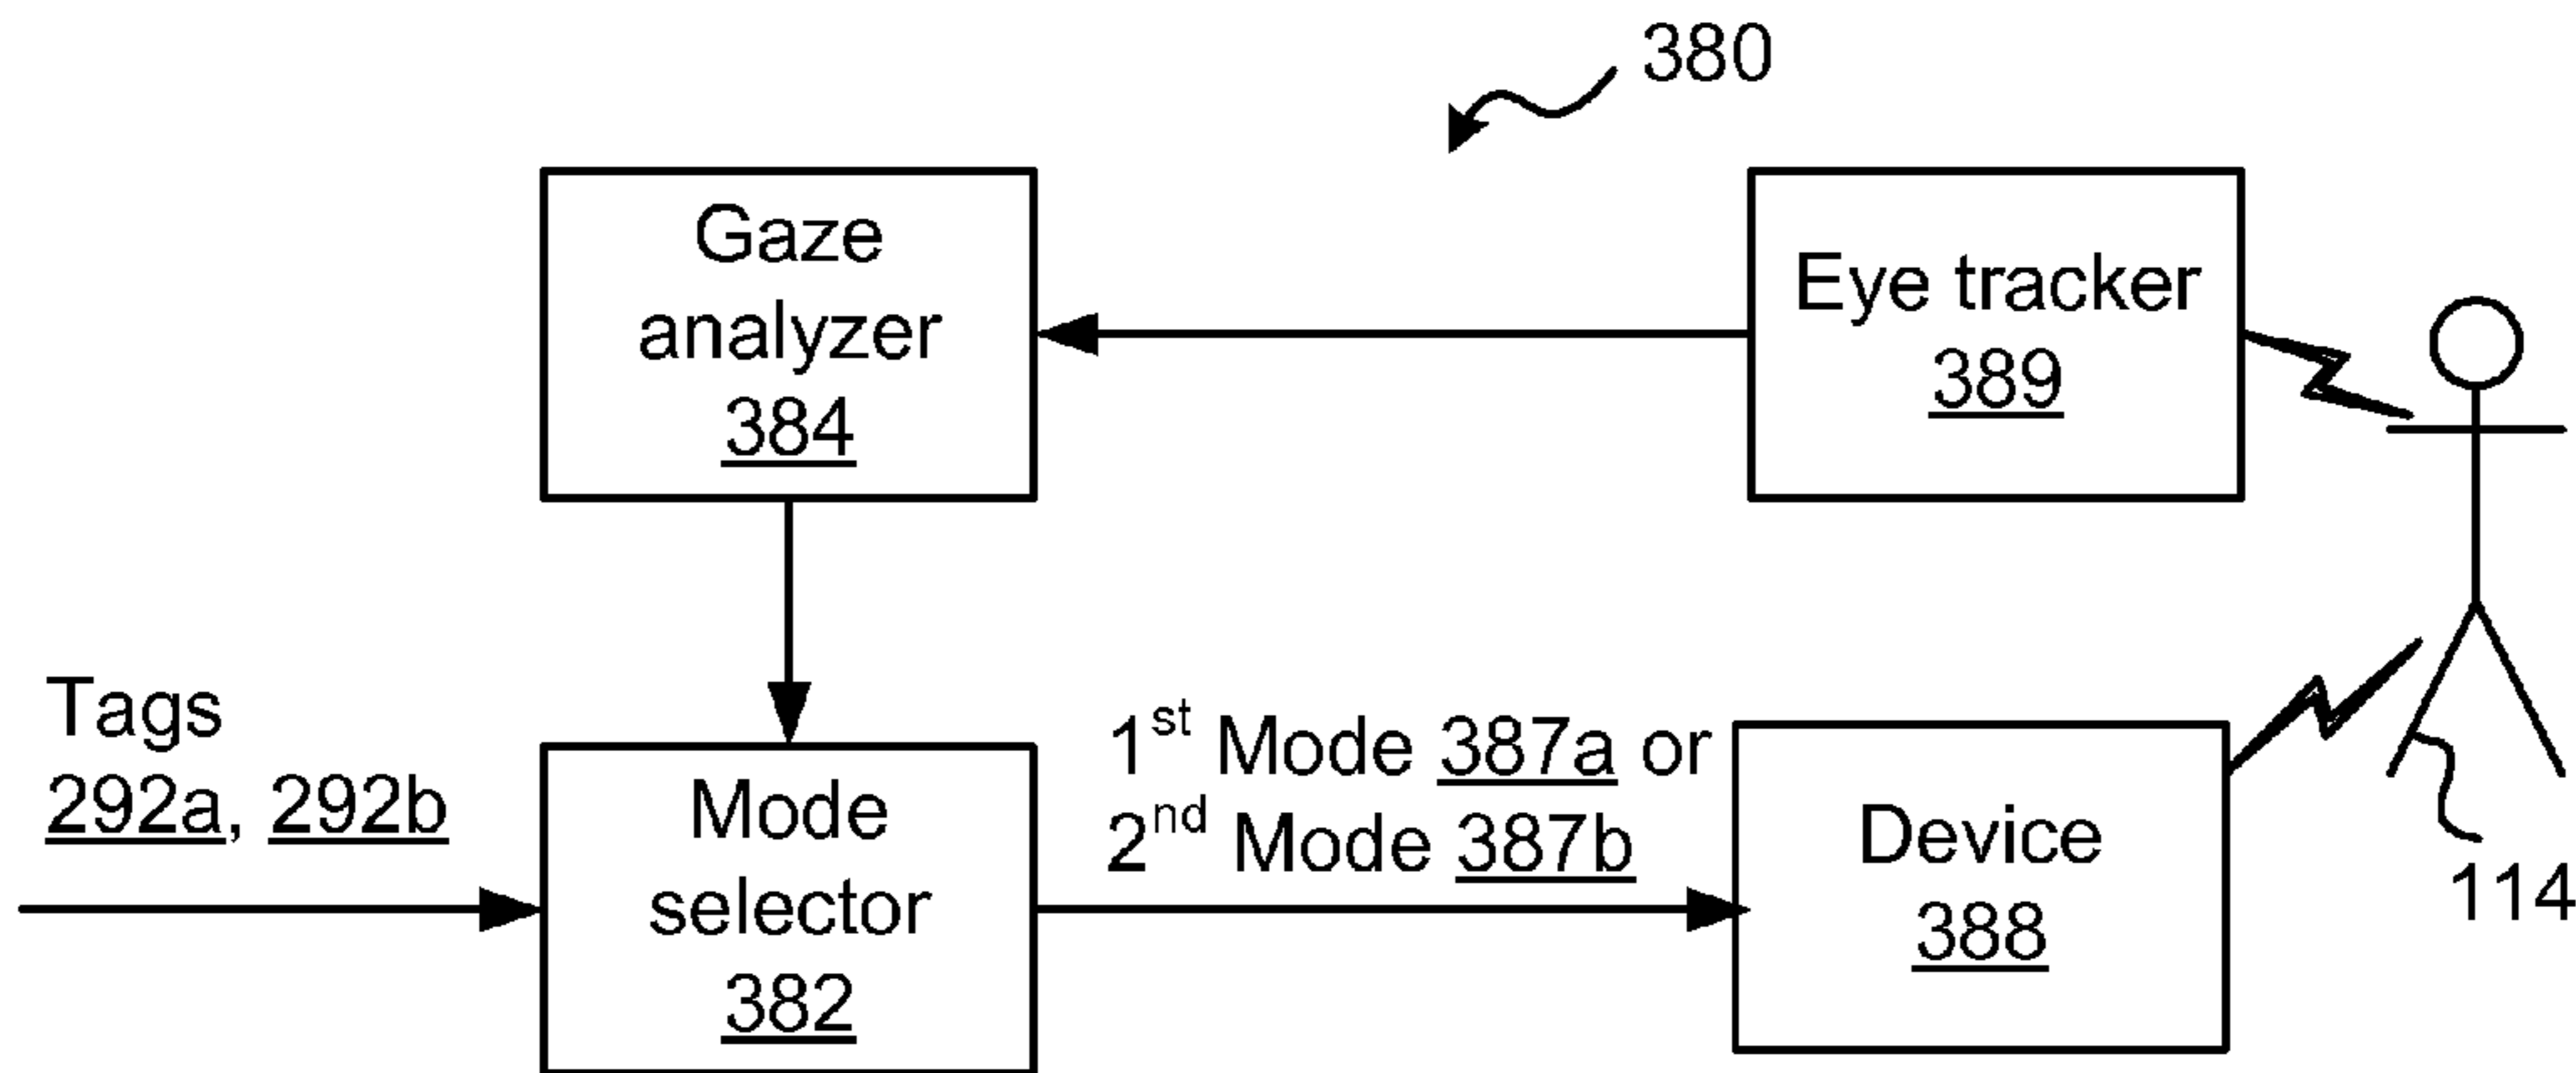 380
Gaze
analyzer
384
Eye tracker
389
Tags
292a, 292b
Mode
selector
382
1st Mode 387a or
2nd Mode 387b
Device
388
114